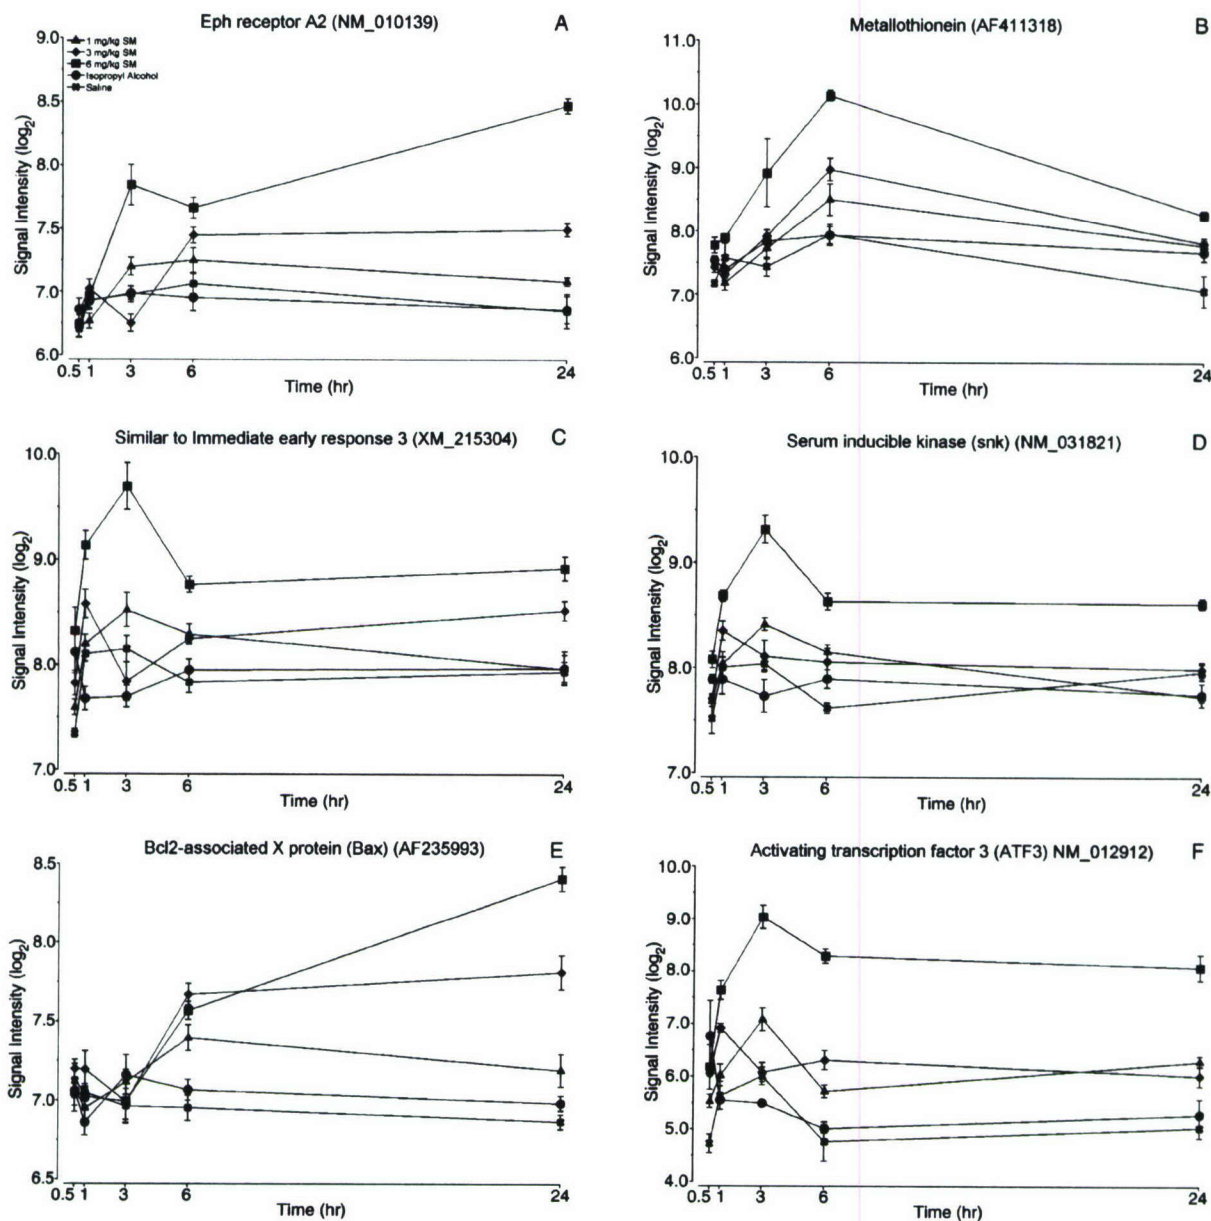 Eph receptor A2 (NM_010139) A
9.0
8.5
8.0
7.5
7.0
6.0
Signal Intensity (log2)
1 mg/kg SM
3 mg/kg SM
6 mg/kg SM
Isopropyl Alcohol
Saline
0.5 1 3 6 24
Time (hr)
Metallothionein (AF411318) B
11.0
10.0
9.0
8.0
7.0
6.0
Signal Intensity (log2)
0.5 1 3 6 24
Time (hr)
Similar to Immediate early response 3 (XM_215304) C
10.0
9.0
8.0
7.0
Signal Intensity (log2)
0.5 1 3 6 24
Time (hr)
Serum inducible kinase (snk) (NM_031821) D
10.0
9.0
8.0
7.0
Signal Intensity (log2)
0.5 1 3 6 24
Time (hr)
Bcl2-associated X protein (Bax) (AF235993) E
8.5
8.0
7.5
7.0
6.5
Signal Intensity (log2)
0.5 1 3 6 24
Time (hr)
Activating transcription factor 3 (ATF3) NM_012912) F
10.0
9.0
8.0
7.0
6.0
5.0
4.0
Signal Intensity (log2)
0.5 1 3 6 24
Time (hr)